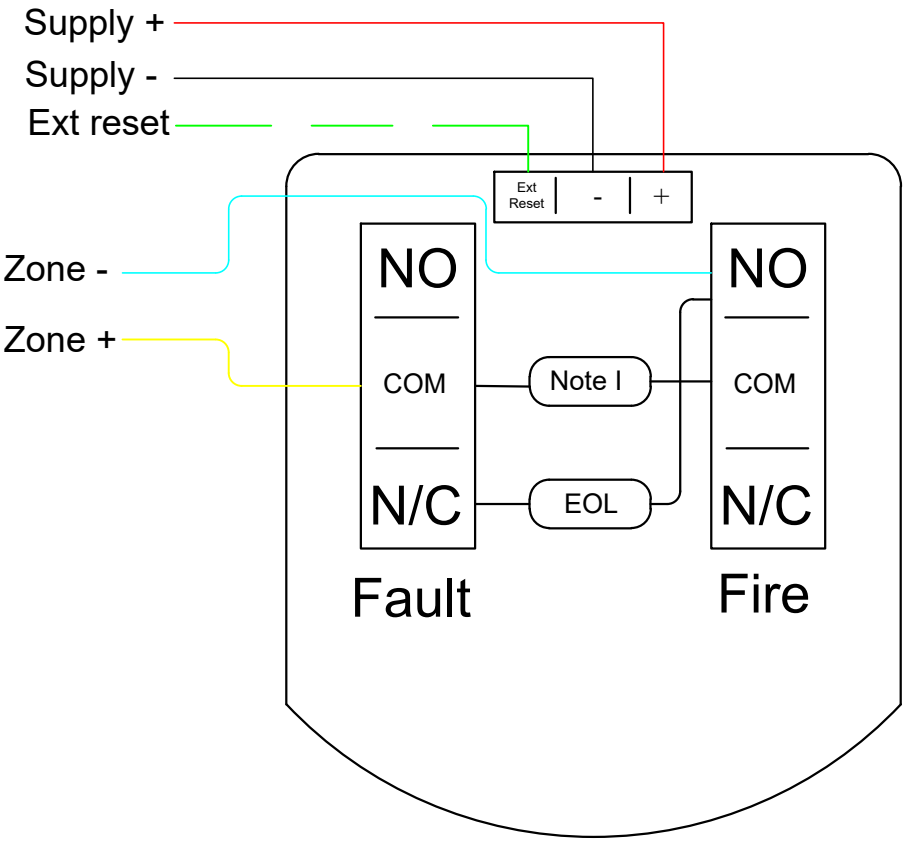 Supply +
Supply -
Ext reset
Ext
Reset
-
+
Zone -
Zone +
NO
COM
N/C
Fault
Note I
EOL
NO
COM
N/C
Fire